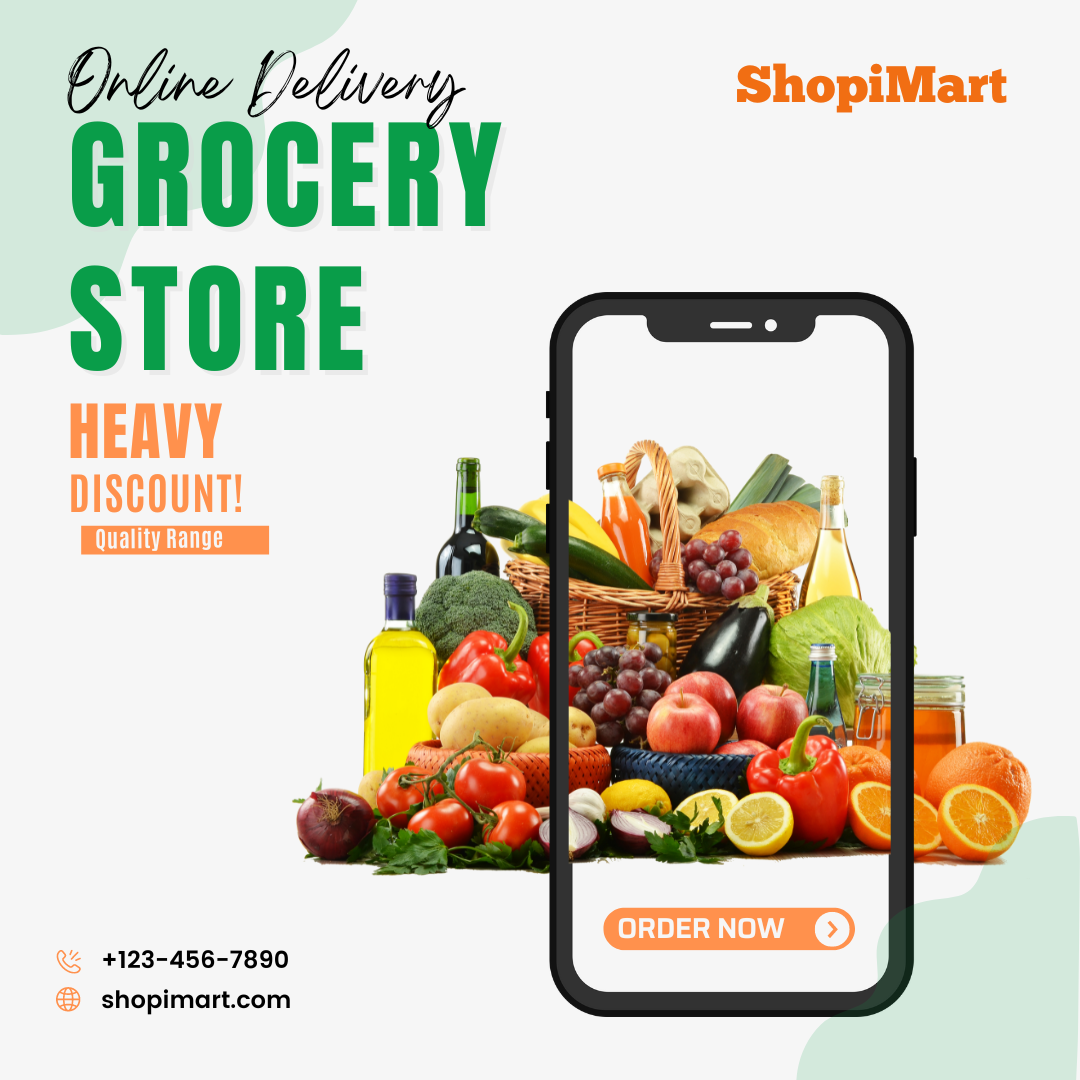 Online Delivery
ShopiMart
GROCERY
STORE
HEAVY
DISCOUNT!
Quality Range
ORDER NOW
+123-456-7890
shopimart.com